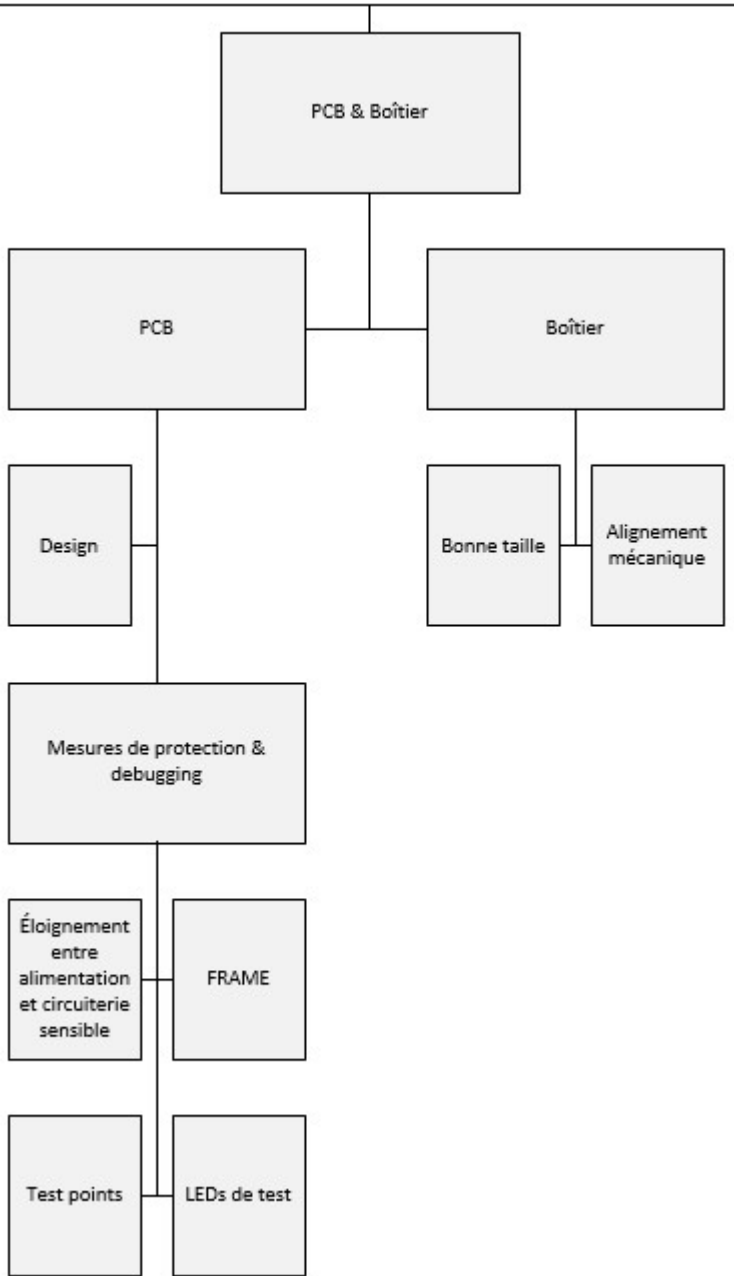 PCB & Boîtier
PCB
Boîtier
Design
Bonne taille
Alignement
mécanique
Mesures de protection &
debugging
Éloignement
entre
alimentation
et circuiterie
sensible
FRAME
Test points
LEDs de test